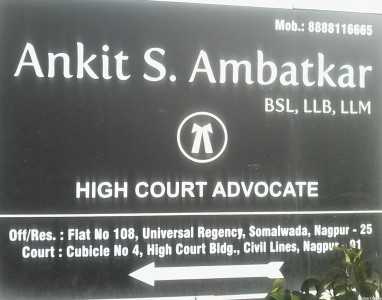 Mob.: 8888116665
Ankit S. Ambatkar
BSL, LLB, LLM
HIGH COURT ADVOCATE
Off/Res. : Flat No 108, Universal Regency, Somalwada, Nagpur - 25
Court : Cubicle No 4, High Court Bldg., Civil Lines, Nagpur - 01